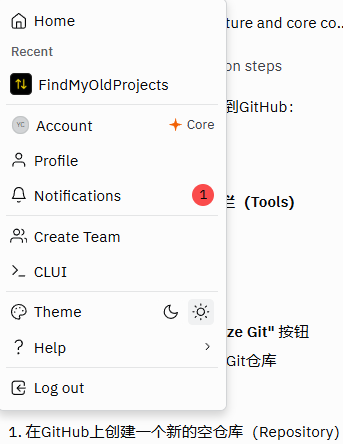 Home
ture and core co..
Recent
on steps
FindMyOldProjects
到GitHub：
YC Account Core
Profile
Notifications 1
栏（Tools）
Create Team
CLUI
Theme
ze Git" 按钮
Help
Git仓库
Log out
1. 在GitHub上创建一个新的空仓库（Repository）